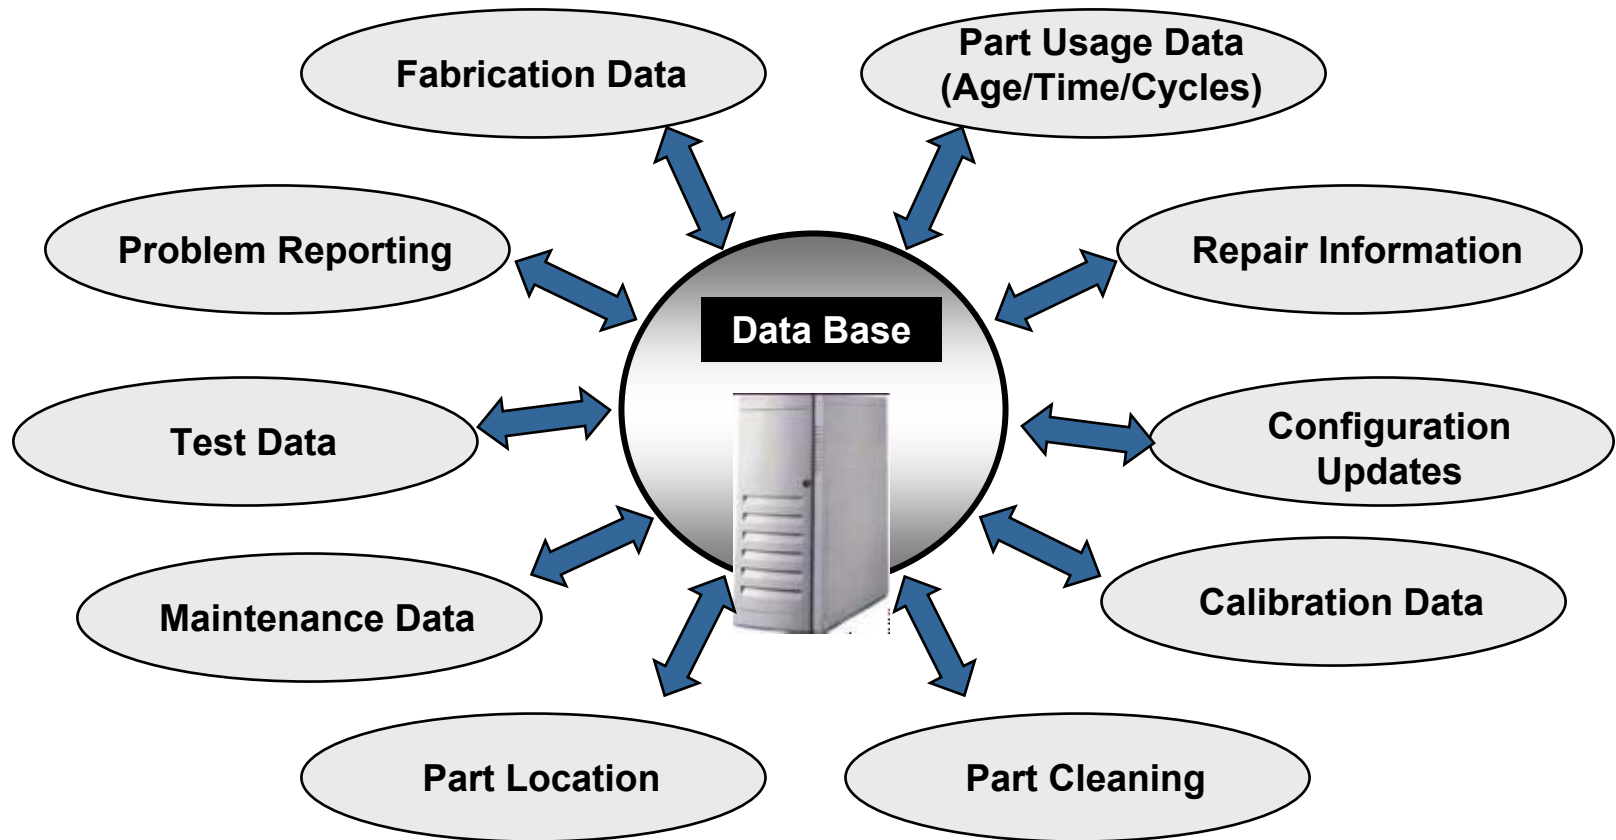 Fabrication Data
Part Usage Data
(Age/Time/Cycles)
Problem Reporting
Repair Information
Data Base
Test Data
Configuration
Updates
Maintenance Data
Calibration Data
Part Location
Part Cleaning